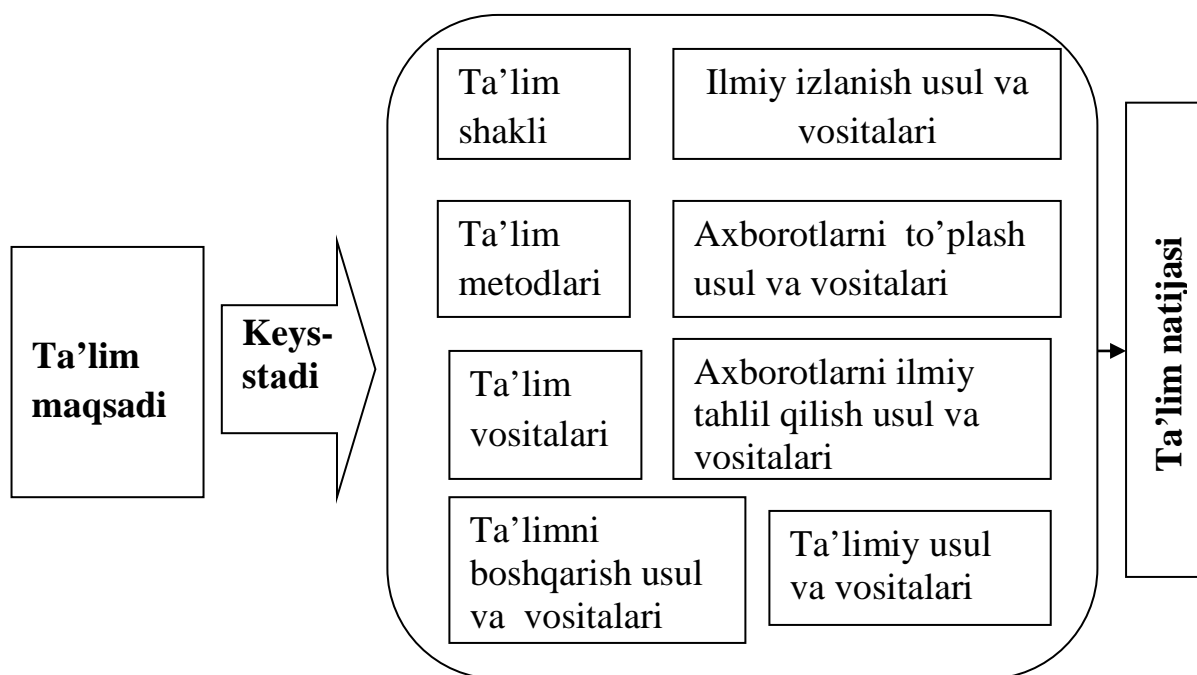 Ta’lim
maqsadi
Keys-
stadi
Ta’lim
shakli
Ilmiy izlanish usul va
vositalari
Ta’lim
metodlari
Axborotlarni to’plash
usul va vositalari
Ta’lim
vositalari
Axborotlarni ilmiy
tahlil qilish usul va
vositalari
Ta’limni
boshqarish usul
va vositalari
Ta’limiy usul
va vositalari
Ta’lim natijasi